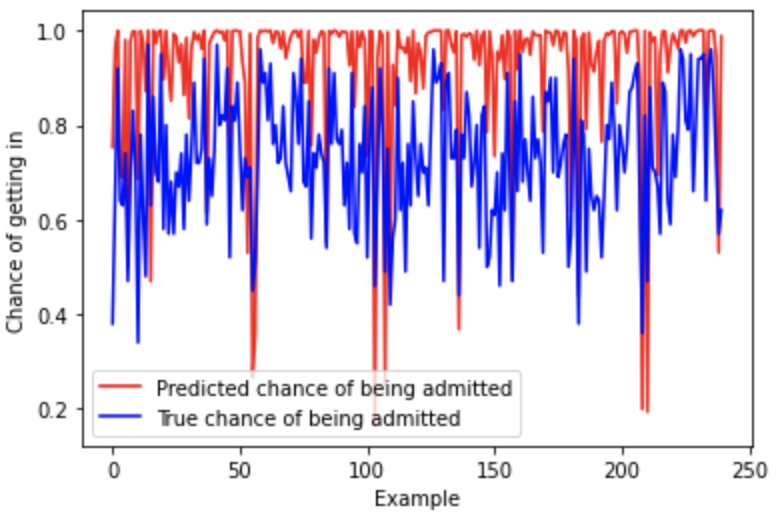 1.0
0.8
0.6
0.4
0.2
Chance of getting in
Predicted chance of being admitted
True chance of being admitted
0 50 100 150 200 250
Example